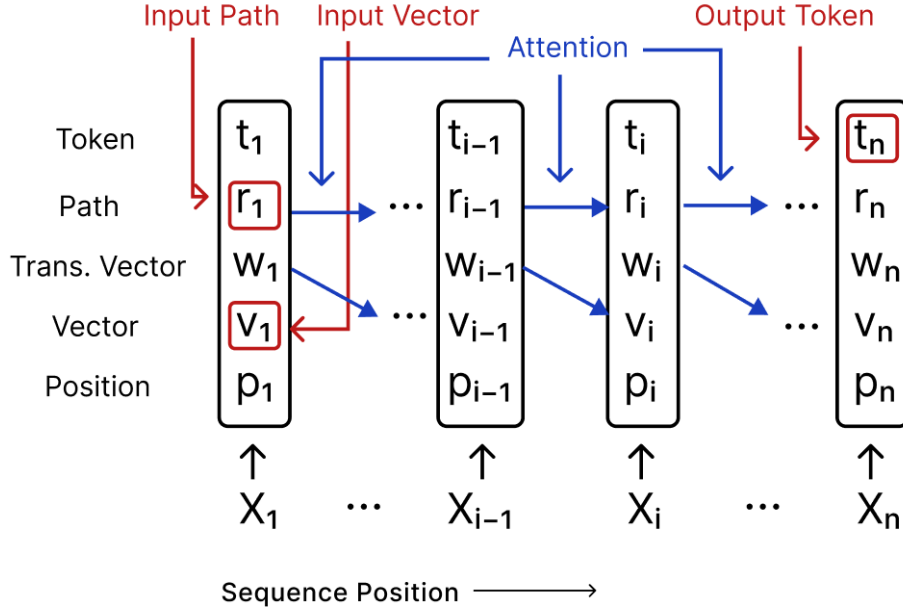 Input Path Input Vector Output Token
Attention
Token t₁ tᵢ₋₁ tᵢ tₙ
Path r₁ ... rᵢ₋₁ rᵢ ... rₙ
Trans. Vector w₁ wᵢ₋₁ wᵢ wₙ
Vector v₁ ... vᵢ₋₁ vᵢ ... vₙ
Position p₁ pᵢ₋₁ pᵢ pₙ
X₁ ... Xᵢ₋₁ Xᵢ ... Xₙ
Sequence Position